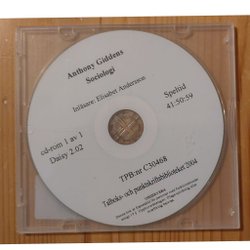 Anthony Giddens
Sociologi
Inläsare: Elisabet Andersson
cd-rom 1 av 1
Daisy 2.02
Speltid
41:50:59
TPB:nr C30468
Talboks- och punktskriftsbiblioteket 2004